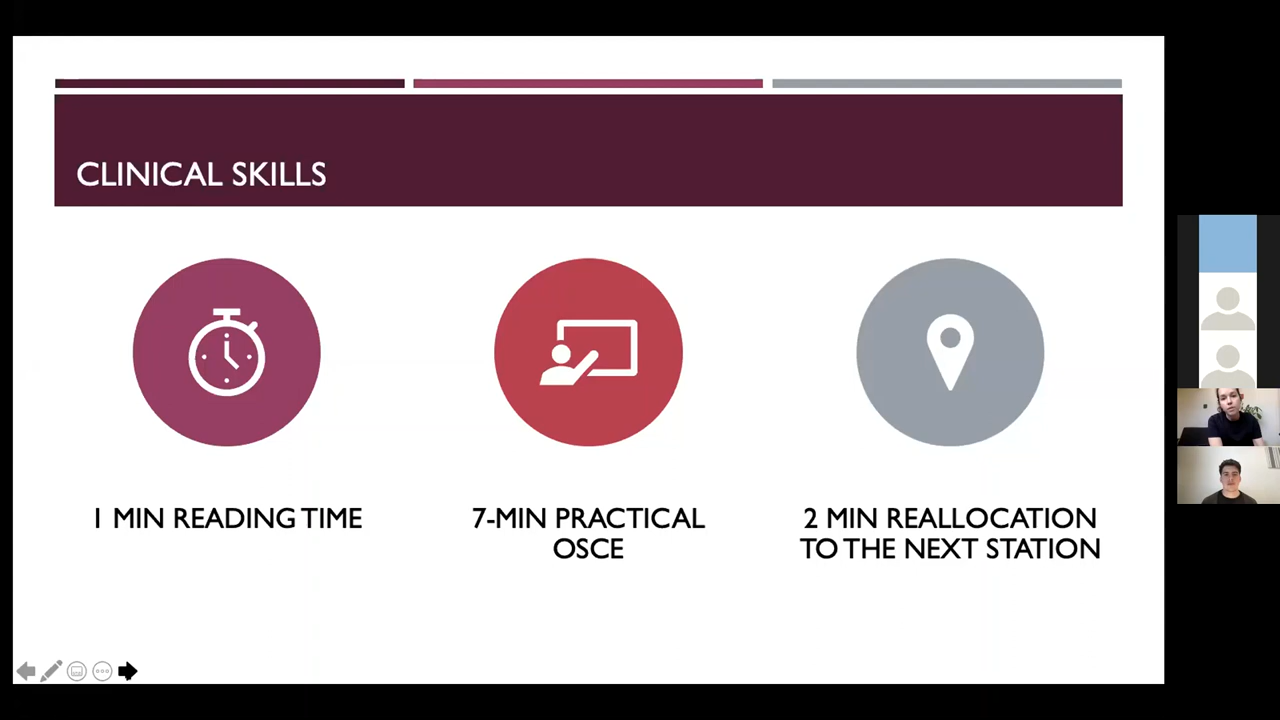 CLINICAL SKILLS
1 MIN READING TIME
7-MIN PRACTICAL
OSCE
2 MIN REALLOCATION
TO THE NEXT STATION